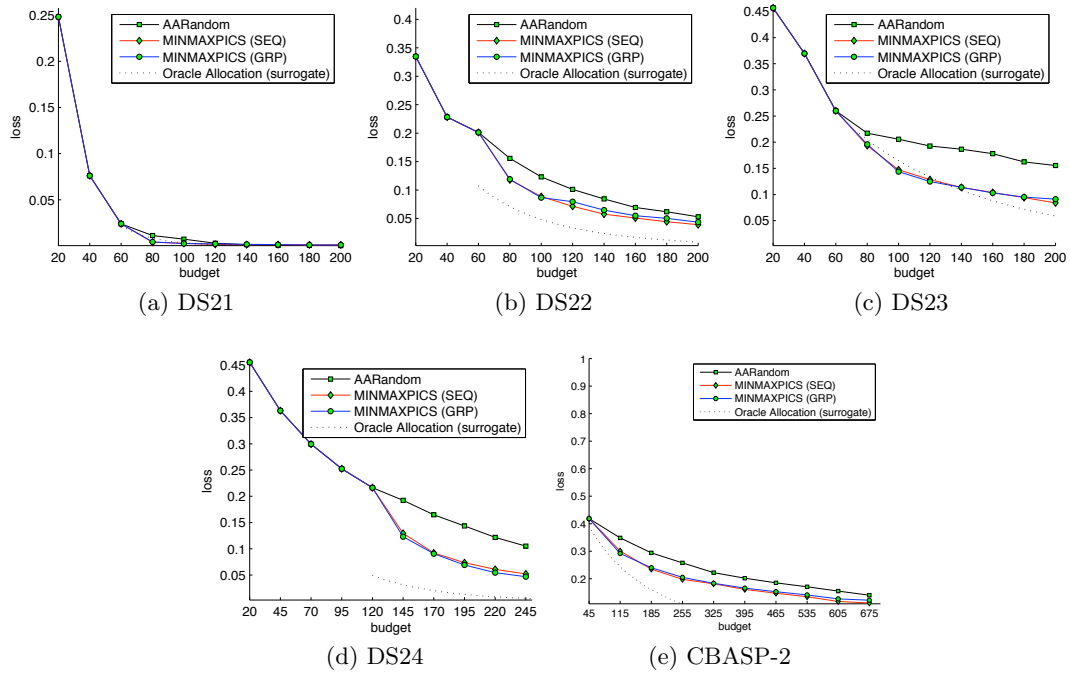 0.25
0.2
0.15
0.1
0.05
loss
AARandom
MINMAXPICS (SEQ)
MINMAXPICS (GRP)
Oracle Allocation (surrogate)
20 40 60 80 100 120 140 160 180 200
budget
(a) DS21
0.4
0.35
0.3
0.25
0.2
0.15
0.1
0.05
loss
AARandom
MINMAXPICS (SEQ)
MINMAXPICS (GRP)
Oracle Allocation (surrogate)
20 40 60 80 100 120 140 160 180 200
budget
(b) DS22
0.45
0.4
0.35
0.3
0.25
0.2
0.15
0.1
0.05
loss
AARandom
MINMAXPICS (SEQ)
MINMAXPICS (GRP)
Oracle Allocation (surrogate)
20 40 60 80 100 120 140 160 180 200
budget
(c) DS23
0.45
0.4
0.35
0.3
0.25
0.2
0.15
0.1
0.05
loss
AARandom
MINMAXPICS (SEQ)
MINMAXPICS (GRP)
Oracle Allocation (surrogate)
20 45 70 95 120 145 170 195 220 245
budget
(d) DS24
1
0.9
0.8
0.7
0.6
0.5
0.4
0.3
0.2
loss
AARandom
MINMAXPICS (SEQ)
MINMAXPICS (GRP)
Oracle Allocation (surrogate)
45 115 185 255 325 395 465 535 605 675
budget
(e) CBASP-2